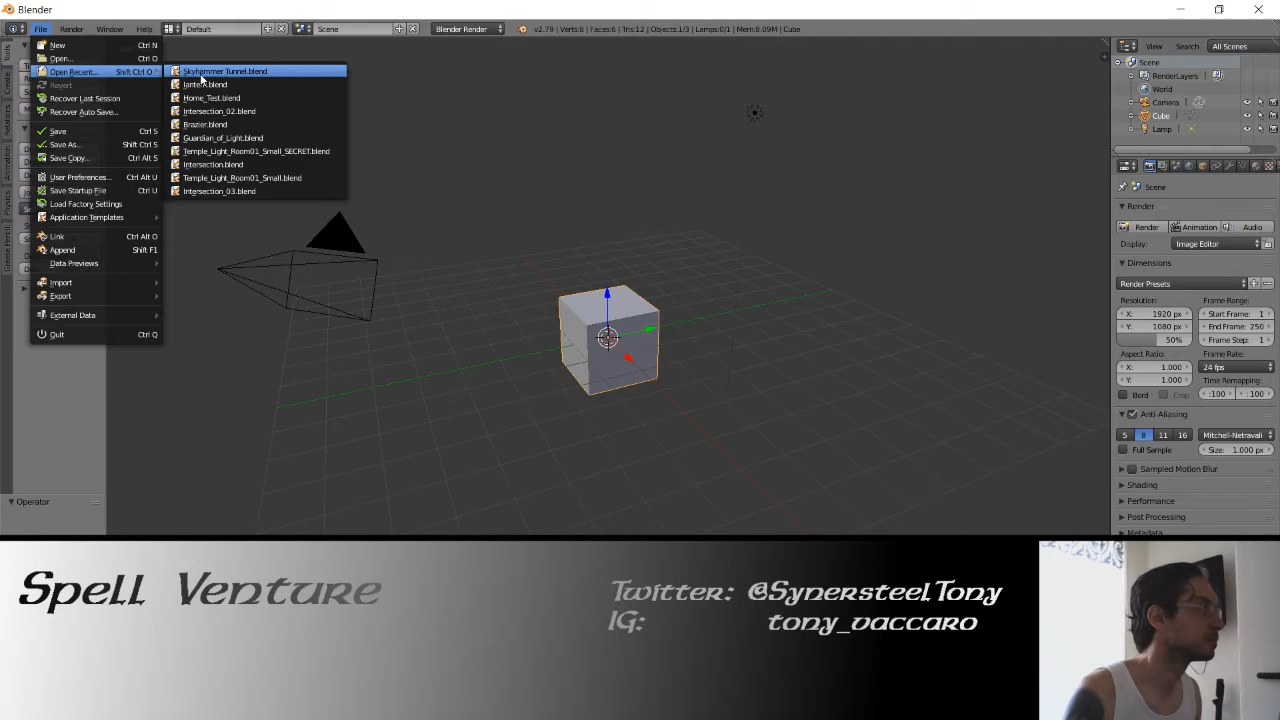 Blender
File Render Window Help Default Scene Blender Render v2.79 | Verts:8 | Faces:6 | Tris:12 | Objects:1/3 | Lamps:0/1 | Mem:8.09M | Cube
New Ctrl N
Open... Ctrl O
Open Recent... Shift Ctrl O
Revert
Recover Last Session
Recover Auto Save...
Save Ctrl S
Save As... Shift Ctrl S
Save Copy... Ctrl Alt S
User Preferences... Ctrl Alt U
Save Startup File Ctrl U
Load Factory Settings
Application Templates
Link Ctrl Alt O
Append Shift F1
Data Previews
Import
Export
External Data
Quit Ctrl Q
Skyhammer Tunnel.blend
Home_Test.blend
Intersection_02.blend
Brazier.blend
Guardian_of_Light.blend
Temple_Light_Room01_Small_SECRET.blend
Intersection.blend
Temple_Light_Room01_Small.blend
Intersection_03.blend
Tools
Create
Relations
Physics
Grease Pencil
Operator
View Search All Scenes
Scene
RenderLayers
World
Camera
Cube
Lamp
Scene
Render
Render Animation Audio
Display: Image Editor
Dimensions
Render Presets
Resolution: Frame Range:
X: 1920 px Start Frame: 1
Y: 1080 px End Frame: 250
50% Frame Step: 1
Aspect Ratio: Frame Rate:
X: 1.000 24 fps
Y: 1.000 Time Remapping:
Bord Crop :100 :100
Anti-Aliasing
5 8 11 16 Mitchell-Netravali
Full Sample Size: 1.000 px
Sampled Motion Blur
Shading
Performance
Post Processing
Metadata
Spell Venture
Twitter: @SynersteelTony
IG: tony_vaccaro